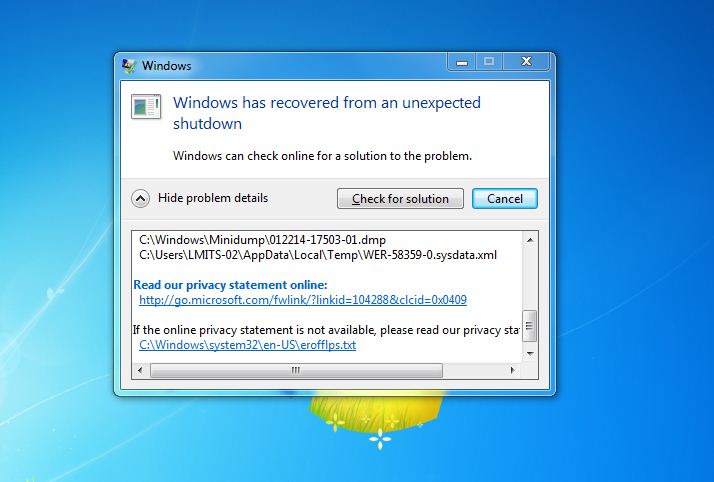 Windows
Windows has recovered from an unexpected
shutdown
Windows can check online for a solution to the problem.
Hide problem details
Check for solution
Cancel
C:\Windows\Minidump\012214-17503-01.dmp
C:\Users\LMITS-02\AppData\Local\Temp\WER-58359-0.sysdata.xml
Read our privacy statement online:
http://go.microsoft.com/fwlink/?linkid=104288&clcid=0x0409
If the online privacy statement is not available, please read our privacy sta
C:\Windows\system32\en-US\erofflps.txt